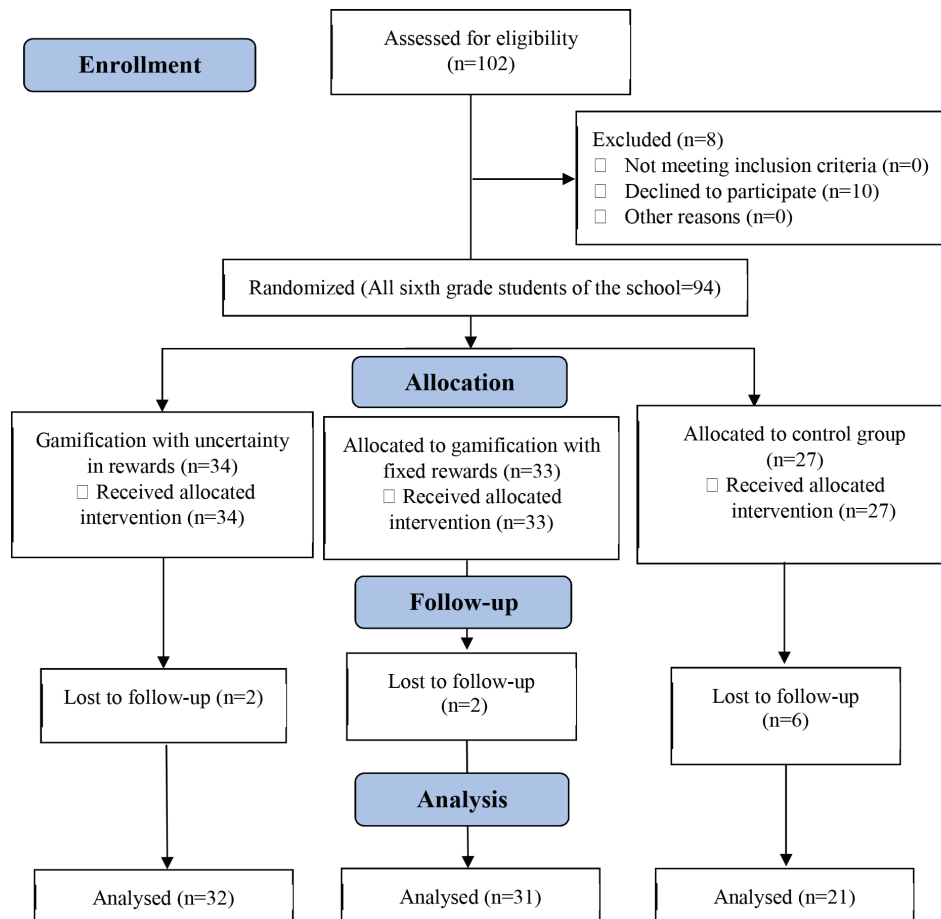 Assessed for eligibility
(n=102)
Enrollment
Excluded (n=8)
□ Not meeting inclusion criteria (n=0)
□ Declined to participate (n=10)
□ Other reasons (n=0)
Randomized (All sixth grade students of the school=94)
Allocation
Gamification with uncertainty
in rewards (n=34)
□ Received allocated
intervention (n=34)
Allocated to gamification with
fixed rewards (n=33)
□ Received allocated
intervention (n=33)
Allocated to control group
(n=27)
□ Received allocated
intervention (n=27)
Follow-up
Lost to follow-up (n=2)
Lost to follow-up
(n=2)
Lost to follow-up
(n=6)
Analysis
Analysed (n=32)
Analysed (n=31)
Analysed (n=21)